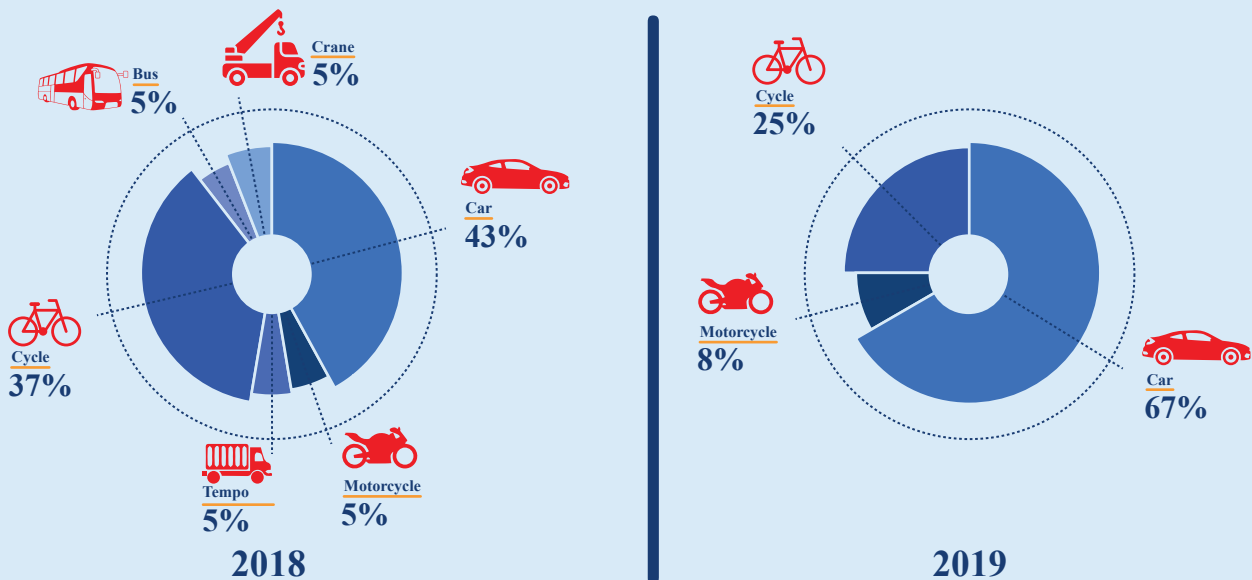 Crane
5%
Bus
5%
Car
43%
Cycle
37%
Tempo
5%
Motorcycle
5%
2018
Cycle
25%
Motorcycle
8%
Car
67%
2019